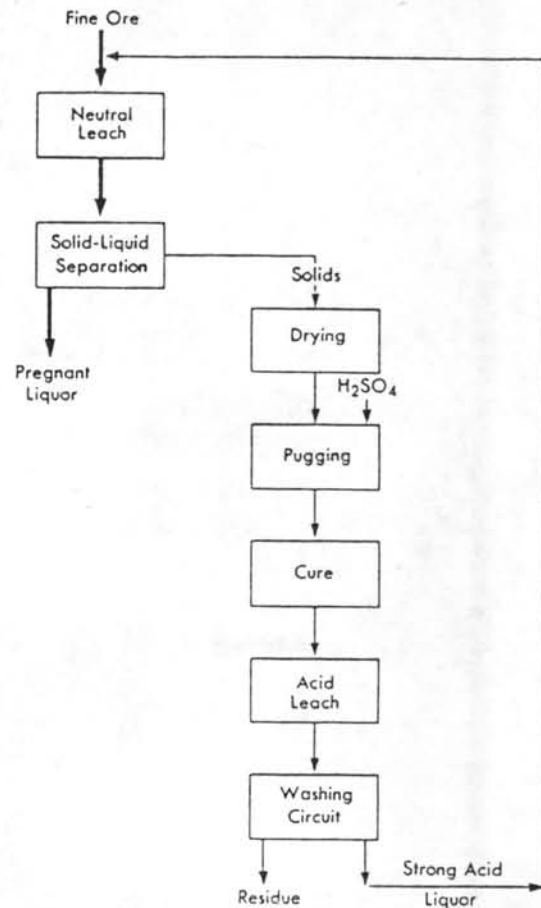 Fine Ore
Neutral
Leach
Solid-Liquid
Separation
Solids
Pregnant
Liquor
Drying
H₂SO₄
Pugging
Cure
Acid
Leach
Washing
Circuit
Residue
Strong Acid
Liquor